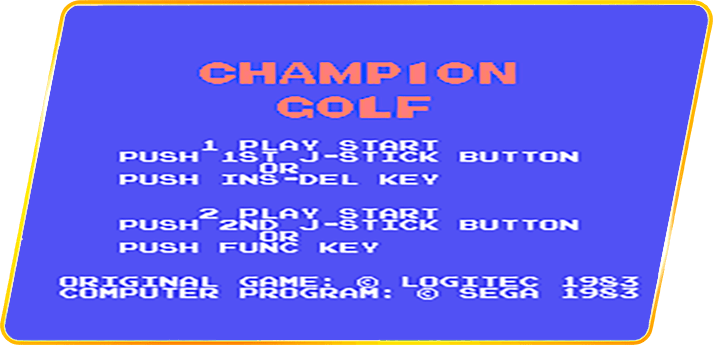 CHAMPION
GOLF
1 PLAY START
PUSH 1ST J-STICK BUTTON
OR
PUSH INS-DEL KEY
2 PLAY START
PUSH 2ND J-STICK BUTTON
OR
PUSH FUNC KEY
ORIGINAL GAME: © LOGITEC 1983
COMPUTER PROGRAM: © SEGA 1983